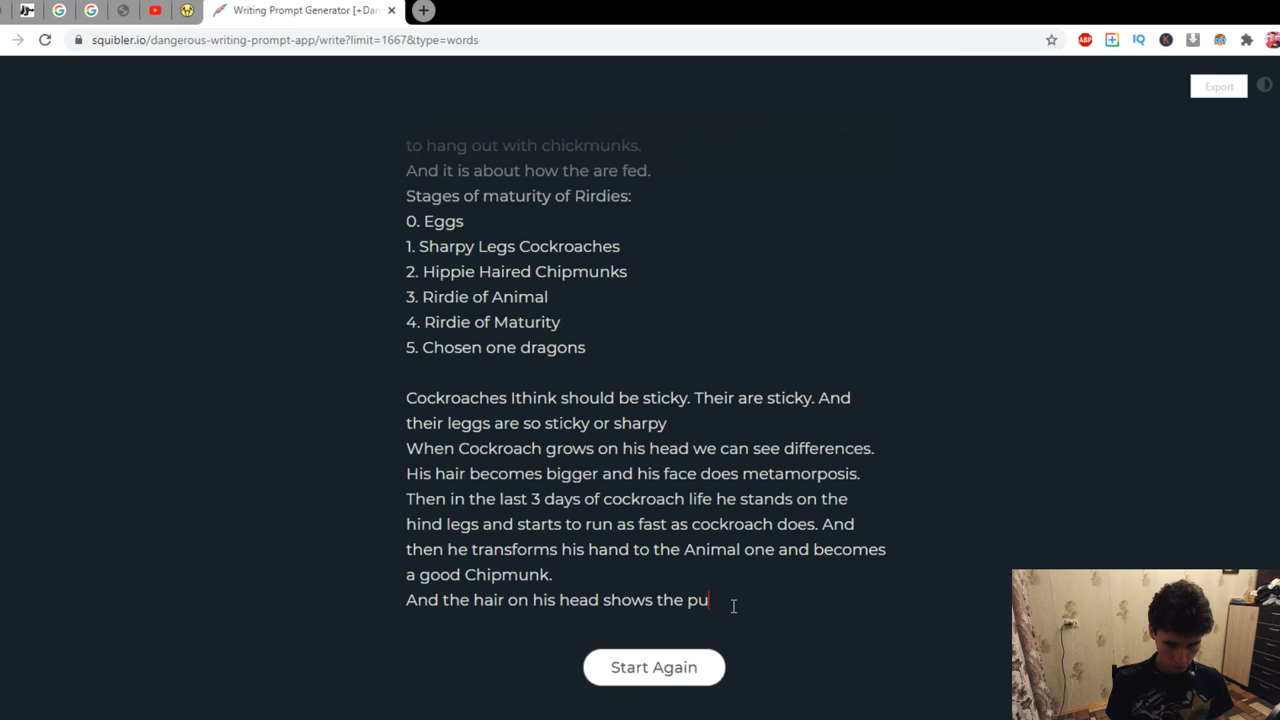 Writing Prompt Generator [+Dan
squibler.io/dangerous-writing-prompt-app/write?limit=1667&type=words
ABP
IQ
K
Export
to hang out with chickmunks.
And it is about how the are fed.
Stages of maturity of Rirdies:
0. Eggs
1. Sharpy Legs Cockroaches
2. Hippie Haired Chipmunks
3. Rirdie of Animal
4. Rirdie of Maturity
5. Chosen one dragons
Cockroaches Ithink should be sticky. Their are sticky. And
their leggs are so sticky or sharpy
When Cockroach grows on his head we can see differences.
His hair becomes bigger and his face does metamorposis.
Then in the last 3 days of cockroach life he stands on the
hind legs and starts to run as fast as cockroach does. And
then he transforms his hand to the Animal one and becomes
a good Chipmunk.
And the hair on his head shows the pu
Start Again